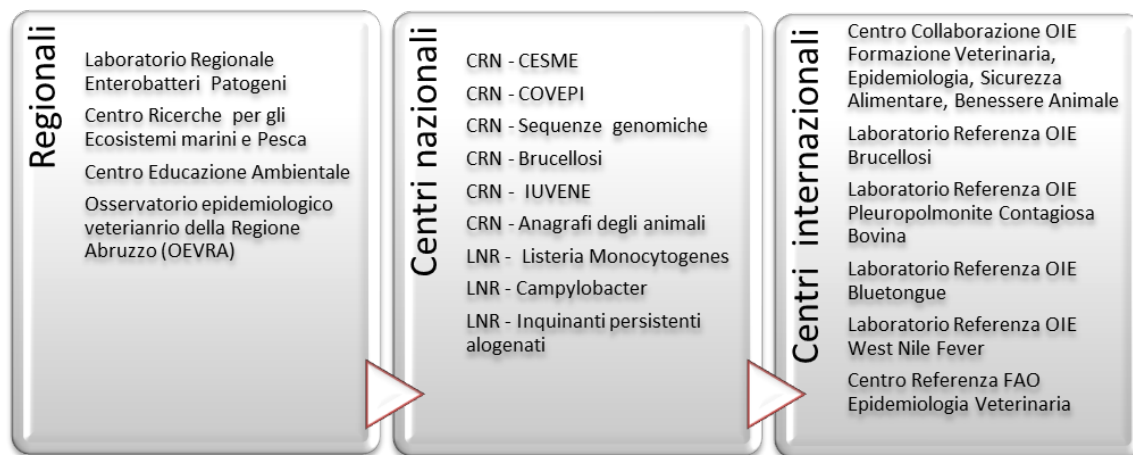 Regionali
Laboratorio Regionale
Enterobatteri Patogeni
Centro Ricerche per gli
Ecosistemi marini e Pesca
Centro Educazione Ambientale
Osservatorio epidemiologico
veterianrio della Regione
Abruzzo (OEVRA)
Centri nazionali
CRN - CESME
CRN - COVEPI
CRN - Sequenze genomiche
CRN - Brucellosi
CRN - IUVENE
CRN - Anagrafi degli animali
LNR - Listeria Monocytogenes
LNR - Campylobacter
LNR - Inquinanti persistenti
alogenati
Centri internazionali
Centro Collaborazione OIE
Formazione Veterinaria,
Epidemiologia, Sicurezza
Alimentare, Benessere Animale
Laboratorio Referenza OIE
Brucellosi
Laboratorio Referenza OIE
Pleuropolmonite Contagiosa
Bovina
Laboratorio Referenza OIE
Bluetongue
Laboratorio Referenza OIE
West Nile Fever
Centro Referenza FAO
Epidemiologia Veterinaria